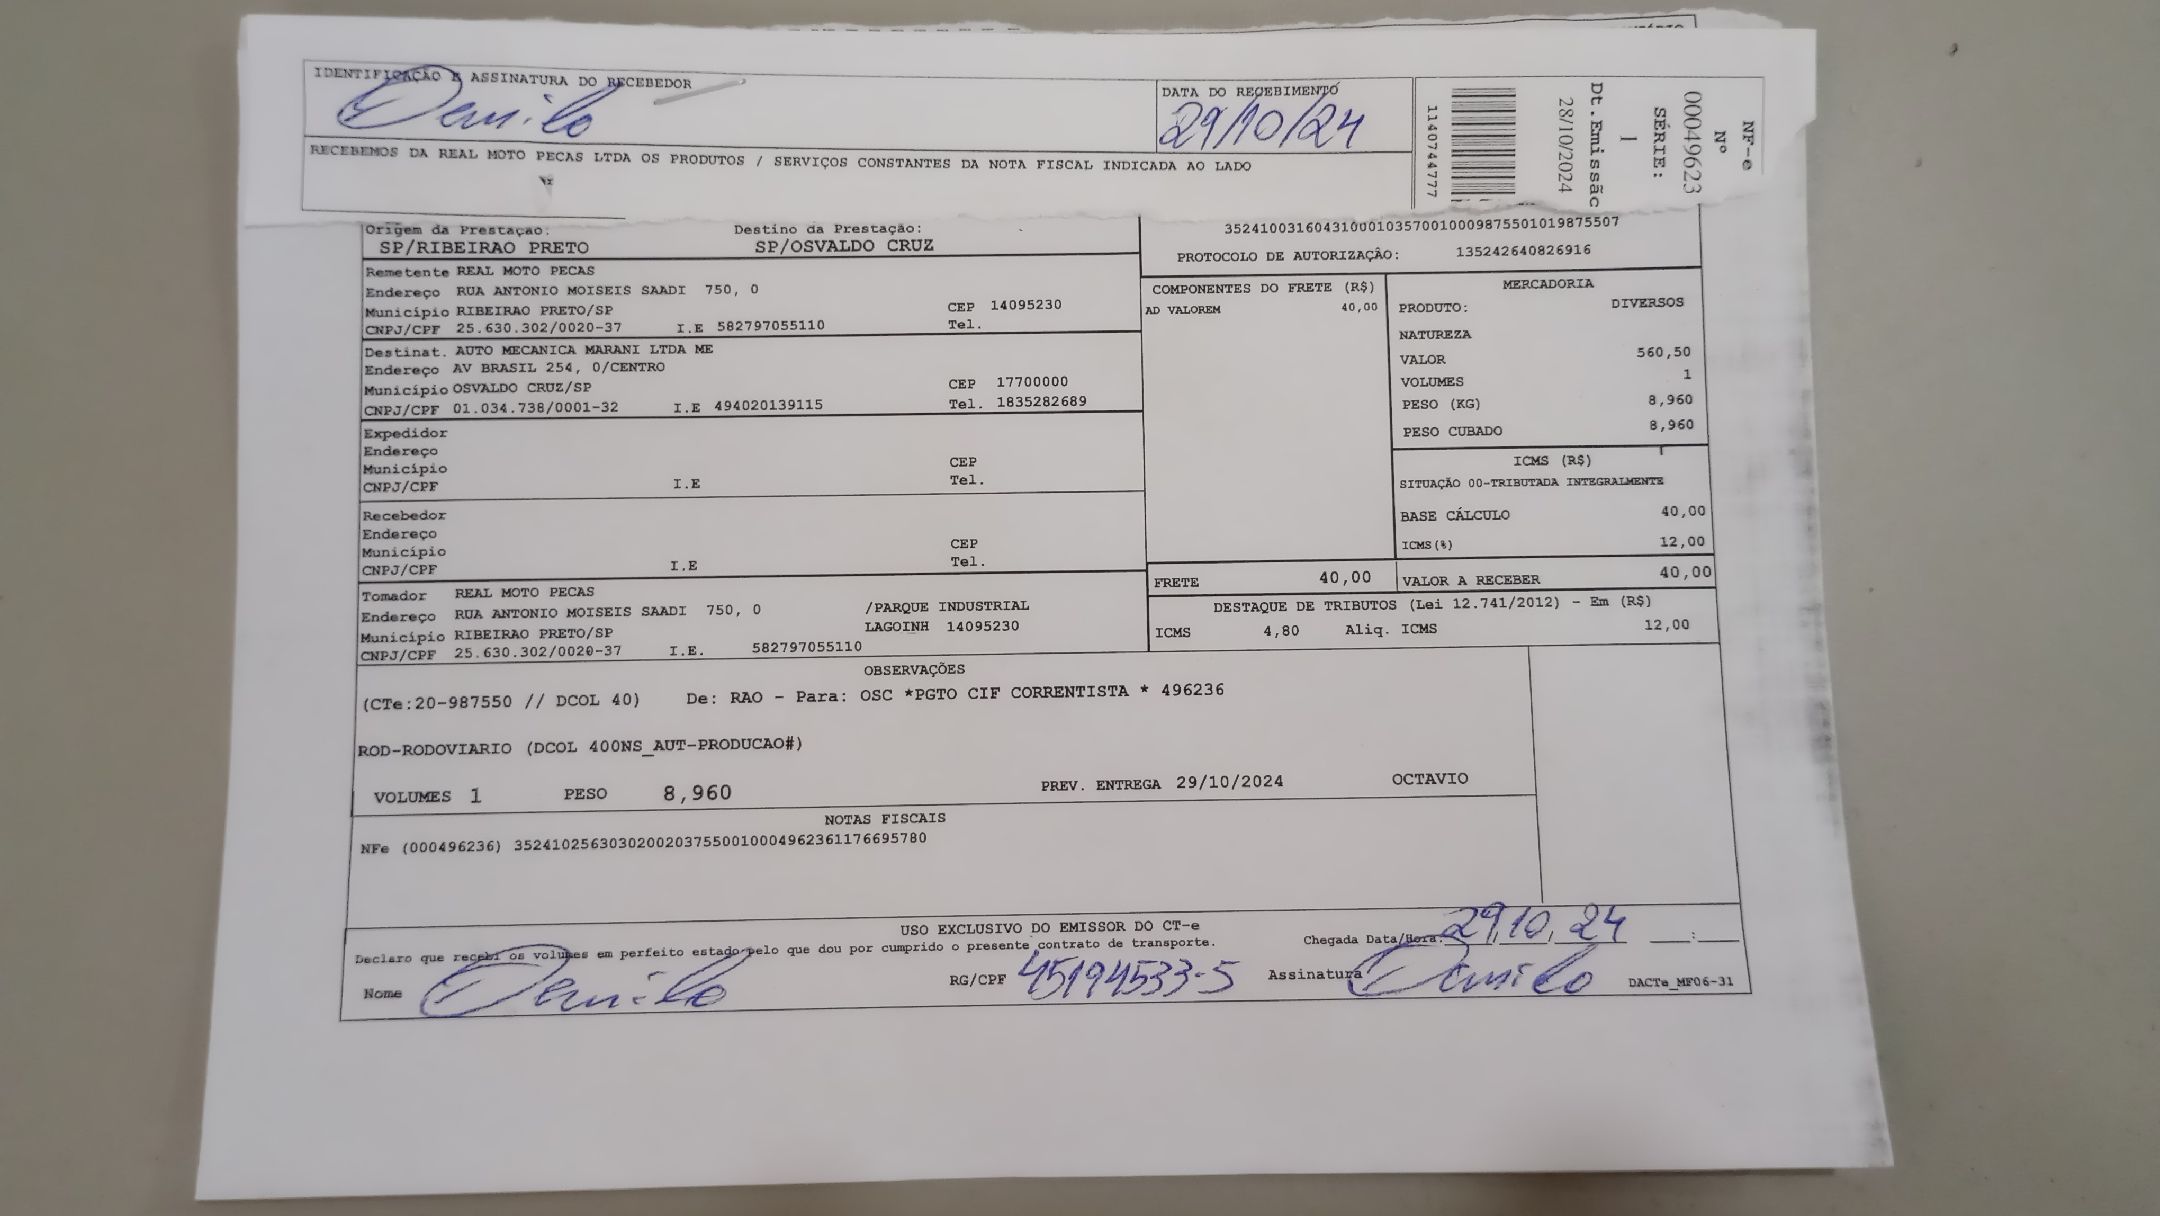 IDENTIFICAÇÃO E ASSINATURA DO RECEBEDOR
Danilo
DATA DO RECEBIMENTO
29/10/24
RECEBEMOS DA REAL MOTO PECAS LTDA OS PRODUTOS / SERVIÇOS CONSTANTES DA NOTA FISCAL INDICADA AO LADO
NF-e
Nº
00049623
SÉRIE:
1
Dt.Emissão
28/10/2024
1140744777
Origem da Prestação: Destino da Prestação:
SP/RIBEIRAO PRETO SP/OSVALDO CRUZ
35241003160431000103570010009875501019875507
PROTOCOLO DE AUTORIZAÇÃO: 135242640826916
Remetente REAL MOTO PECAS
Endereço RUA ANTONIO MOISEIS SAADI 750, 0
Município RIBEIRAO PRETO/SP CEP 14095230
CNPJ/CPF 25.630.302/0020-37 I.E 582797055110 Tel.
Destinat. AUTO MECANICA MARANI LTDA ME
Endereço AV BRASIL 254, 0/CENTRO
Município OSVALDO CRUZ/SP CEP 17700000
CNPJ/CPF 01.034.738/0001-32 I.E 494020139115 Tel. 1835282689
Expedidor
Endereço
Município CEP
CNPJ/CPF I.E Tel.
Recebedor
Endereço
Município CEP
CNPJ/CPF I.E Tel.
Tomador REAL MOTO PECAS
Endereço RUA ANTONIO MOISEIS SAADI 750, 0 /PARQUE INDUSTRIAL
Município RIBEIRAO PRETO/SP LAGOINH 14095230
CNPJ/CPF 25.630.302/0020-37 I.E. 582797055110
COMPONENTES DO FRETE (R$)
AD VALOREM 40,00
MERCADORIA
PRODUTO: DIVERSOS
NATUREZA
VALOR 560,50
VOLUMES 1
PESO (KG) 8,960
PESO CUBADO 8,960
ICMS (R$)
SITUAÇÃO 00-TRIBUTADA INTEGRALMENTE
BASE CÁLCULO 40,00
ICMS(%) 12,00
FRETE 40,00 VALOR A RECEBER 40,00
DESTAQUE DE TRIBUTOS (Lei 12.741/2012) - Em (R$)
ICMS 4,80 Aliq. ICMS 12,00
OBSERVAÇÕES
(CTe:20-987550 // DCOL 40) De: RAO - Para: OSC *PGTO CIF CORRENTISTA * 496236
ROD-RODOVIARIO (DCOL 400NS_AUT-PRODUCAO#)
VOLUMES 1 PESO 8,960 PREV. ENTREGA 29/10/2024 OCTAVIO
NOTAS FISCAIS
NFe (000496236) 35241025630302002037550010004962361176695780
USO EXCLUSIVO DO EMISSOR DO CT-e
Declaro que recebi os volumes em perfeito estado pelo que dou por cumprido o presente contrato de transporte.
Chegada Data/Hora: 29/10/24 :
Nome Danilo RG/CPF 45194533-5 Assinatura Danilo DACTe_MF06-31